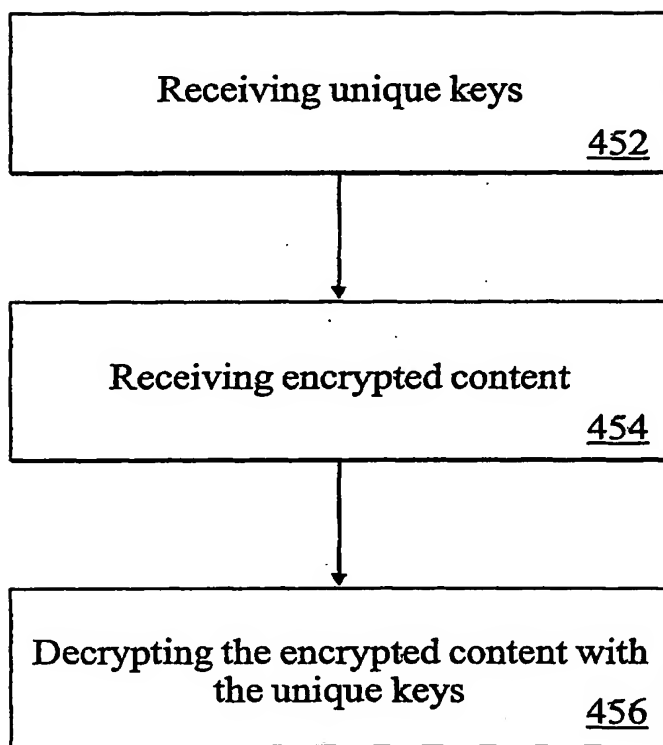 Receiving unique keys
452
Receiving encrypted content
454
Decrypting the encrypted content with
the unique keys
456